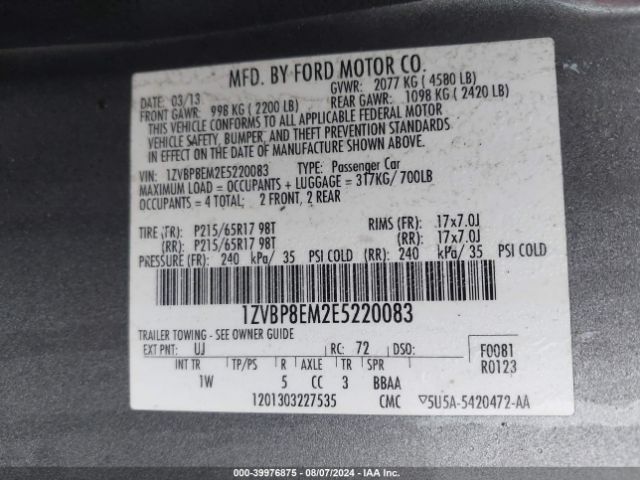 MFD. BY FORD MOTOR CO.
DATE: 03/13 GVWR: 2077 KG ( 4580 LB)
FRONT GAWR: 998 KG ( 2200 LB) REAR GAWR: 1098 KG ( 2420 LB)
THIS VEHICLE CONFORMS TO ALL APPLICABLE FEDERAL MOTOR
VEHICLE SAFETY, BUMPER, AND THEFT PREVENTION STANDARDS
IN EFFECT ON THE DATE OF MANUFACTURE SHOWN ABOVE.
VIN: 1ZVBP8EM2E5220083 TYPE: Passenger Car
MAXIMUM LOAD = OCCUPANTS + LUGGAGE = 317KG/ 700LB
OCCUPANTS = 4 TOTAL; 2 FRONT, 2 REAR
TIRE (FR): P215/65R17 98T RIMS (FR): 17x7.0J
(RR): P215/65R17 98T (RR): 17x7.0J
PRESSURE (FR): 240 kPa/ 35 PSI COLD (RR): 240 kPa/ 35 PSI COLD
1ZVBP8EM2E5220083
TRAILER TOWING - SEE OWNER GUIDE
EXT PNT: UJ RC: 72 DSO: F0081
INT TR TP/PS R AXLE TR SPR R0123
1W 5 CC 3 BBAA
1201303227535 CMC ▽5U5A-5420472-AA
000-39976875 - 08/07/2024 - IAA Inc.